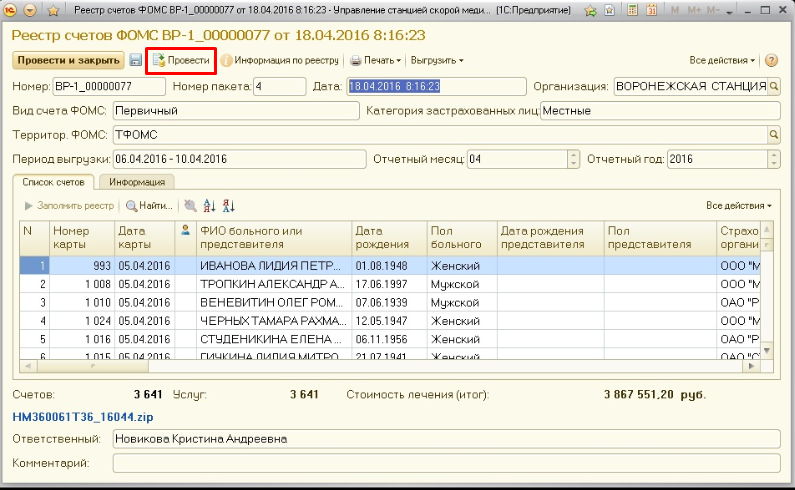 Реестр счетов ФОМС ВР-1_00000077 от 18.04.2016 8:16:23 - Управление станцией скорой меди... (1С:Предприятие) M M+ M-
Реестр счетов ФОМС ВР-1_00000077 от 18.04.2016 8:16:23
Провести и закрыть Провести Информация по реестру Печать Выгрузить Все действия
Номер: ВР-1_00000077 Номер пакета: 4 Дата: 18.04.2016 8:16:23 Организация: ВОРОНЕЖСКАЯ СТАНЦИЯ
Вид счета ФОМС: Первичный Категория застрахованных лиц: Местные
Территор. ФОМС: ТФОМС
Период выгрузки: 06.04.2016 - 10.04.2016 Отчетный месяц: 04 Отчетный год: 2016
Список счетов Информация
Заполнить реестр Найти... Все действия
N Номер карты Дата карты ФИО больного или представителя Дата рождения Пол больного Дата рождения представителя Пол представителя Страхо органи
1 993 05.04.2016 ИВАНОВА ЛИДИЯ ПЕТР... 01.08.1948 Женский ООО "М
2 1 008 05.04.2016 ТРОПКИН АЛЕКСАНДР А... 17.06.1997 Мужской ООО "М
3 1 010 05.04.2016 ВЕНЕВИТИН ОЛЕГ РОМ... 07.06.1939 Мужской ОАО "Р
4 1 024 05.04.2016 ЧЕРНЫХ ТАМАРА РАХМА... 12.05.1947 Женский ООО "М
5 1 016 05.04.2016 СТУДЕНИКИНА ЕЛЕНА ... 06.11.1956 Женский ОАО "Р
6 1 015 05.04.2016 ГИЧКИНА ЛИДИЯ МИТРО... 21.07.1941 Женский ОАО "С
Счетов: 3 641 Услуг: 3 641 Стоимость лечения (итог): 3 867 551,20 руб.
HM360061T36_16044.zip
Ответственный: Новикова Кристина Андреевна
Комментарий: